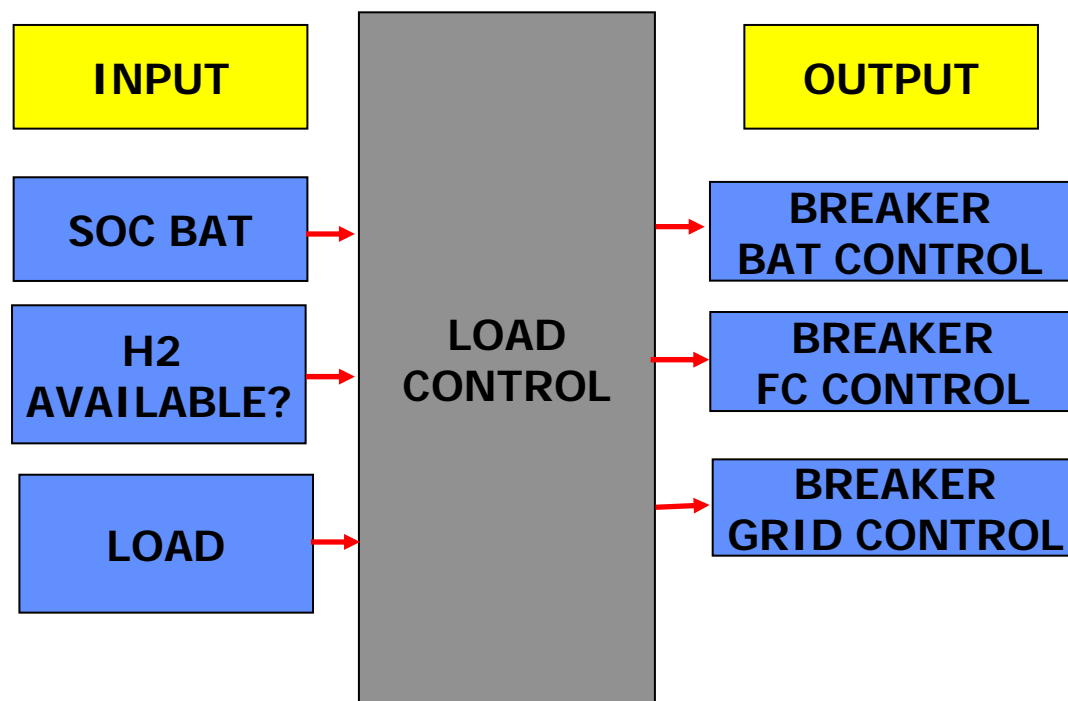 INPUT
OUTPUT
SOC BAT
H2
AVAILABLE?
LOAD
LOAD
CONTROL
BREAKER
BAT CONTROL
BREAKER
FC CONTROL
BREAKER
GRID CONTROL